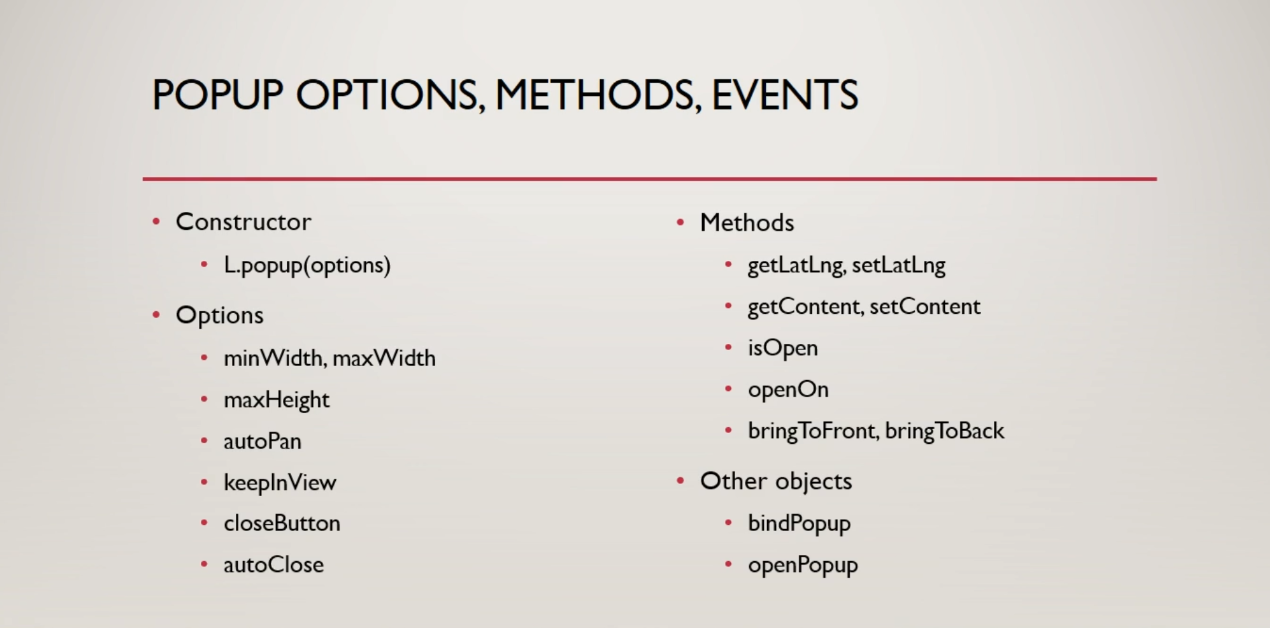 POPUP OPTIONS, METHODS, EVENTS
Constructor
L.popup(options)
Options
minWidth, maxWidth
maxHeight
autoPan
keepInView
closeButton
autoClose
Methods
getLatLng, setLatLng
getContent, setContent
isOpen
openOn
bringToFront, bringToBack
Other objects
bindPopup
openPopup